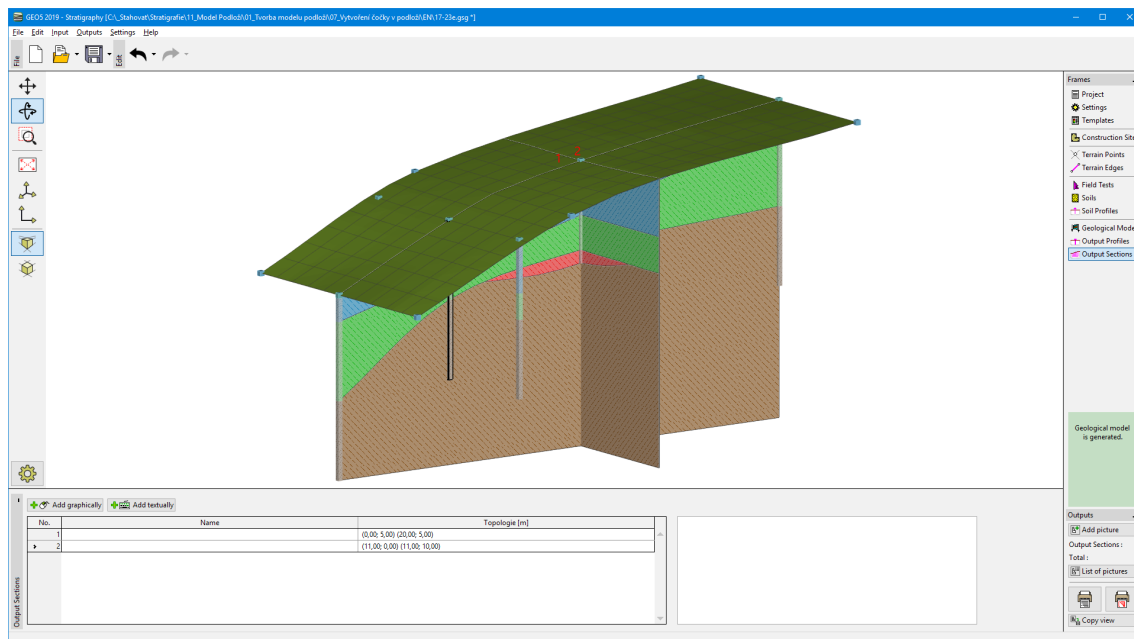 GEO5 2019 - Stratigraphy [C:\_Stahovat\Stratigrafie\11_Model Podloží\01_Tvorba modelu podloží\07_Vytvoření čočky v podloží\EN\17-23e.gsg *]
File Edit Input Outputs Settings Help
File
Edit
1 2
Frames
Project
Settings
Templates
Construction Site
Terrain Points
Terrain Edges
Field Tests
Soils
Soil Profiles
Geological Mode
Output Profiles
Output Sections
Geological model
is generated.
Outputs
Add picture
Output Sections :
Total :
List of pictures
Copy view
Output Sections
Add graphically Add textually
No. Name Topologie [m]
1 (0,00; 5,00) (20,00; 5,00)
2 (11,00; 0,00) (11,00; 10,00)